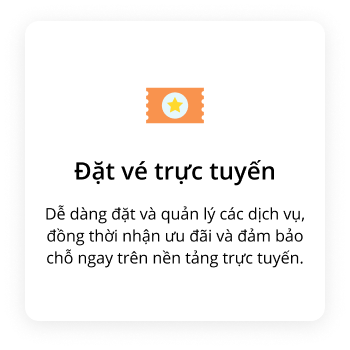 Đặt vé trực tuyến
Dễ dàng đặt và quản lý các dịch vụ,
đồng thời nhận ưu đãi và đảm bảo
chỗ ngay trên nền tảng trực tuyến.